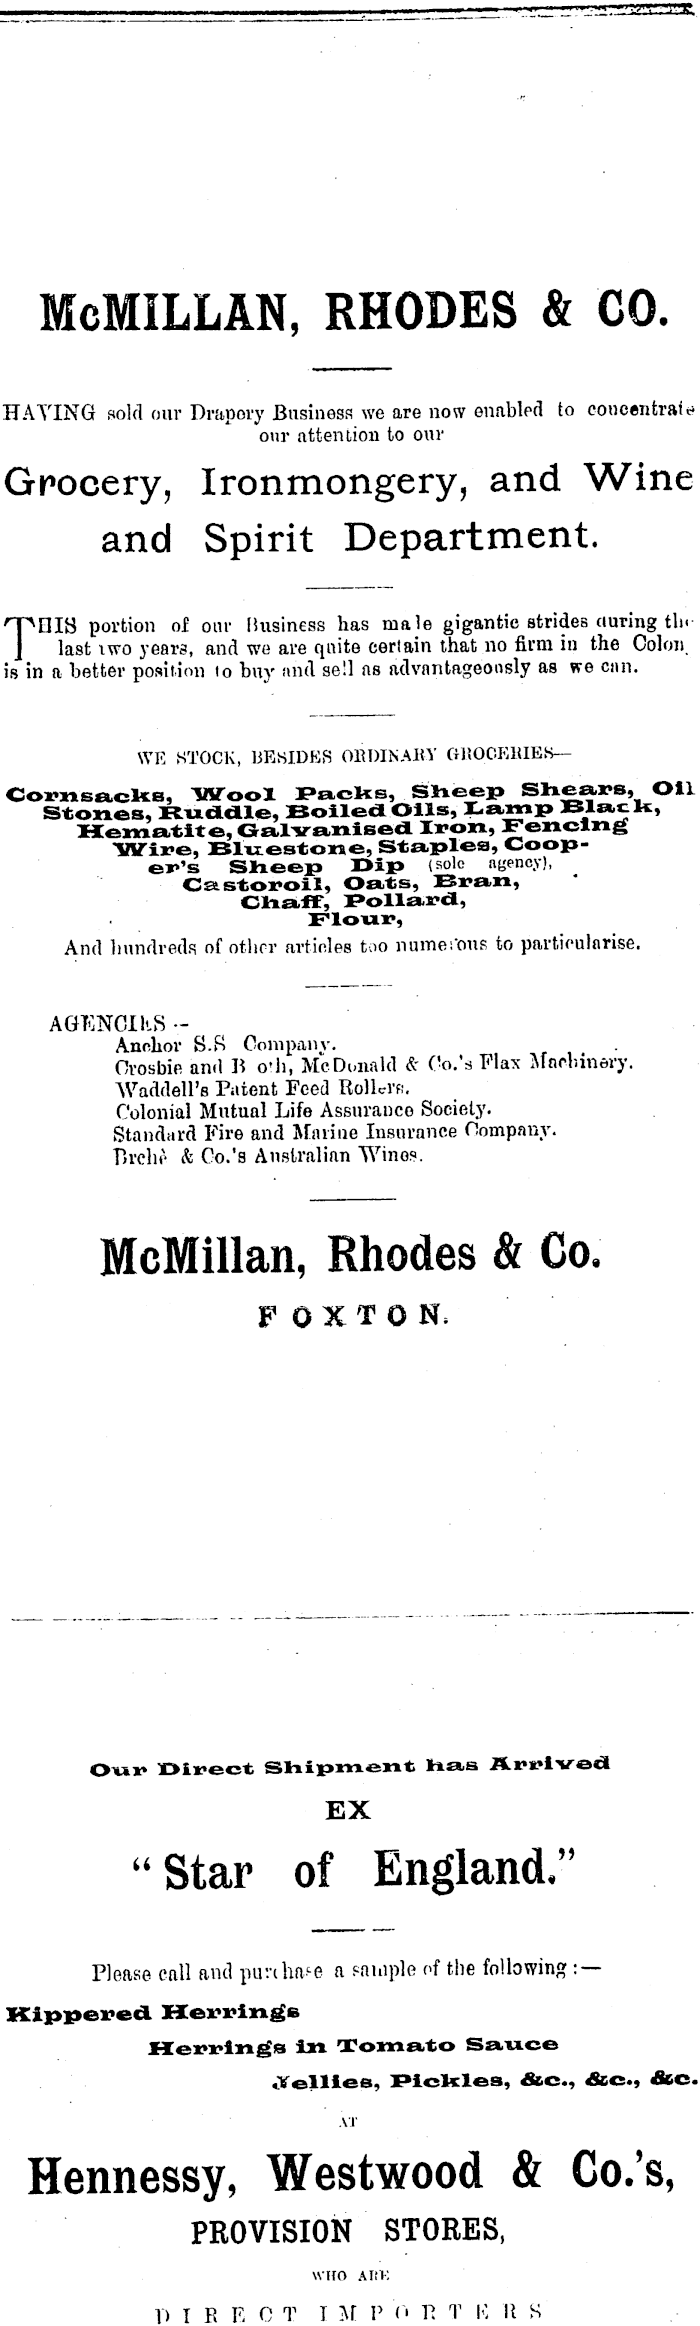 McMILLAN, RHODES & CO.
HAVING sold our Drapery Business we are now enabled to concentrate
our attention to our
Grocery, Ironmongery, and Wine
and Spirit Department.
THIS portion of our Business has made gigantic strides during the
last two years, and we are quite certain that no firm in the Colon
is in a better position to buy and sell as advantageously as we can.
WE STOCK, BESIDES ORDINARY GROCERIES—
Cornsacks, Wool Packs, Sheep Shears, Oil
Stones, Ruddle, Boiled Oils, Lamp Black,
Hematite, Galvanised Iron, Fencing
Wire, Bluestone, Staples, Coop-
er's Sheep Dip (sole agency),
Castoroil, Oats, Bran,
Chaff, Pollard,
Flour,
And hundreds of other articles too numerous to particularise.
AGENCIES—
Anchor S.S Company.
Crosbie and Booth, McDonald & Co.'s Flax Machinery.
Waddell's Patent Feed Rollers.
Colonial Mutual Life Assurance Society.
Standard Fire and Marine Insurance Company.
& Co.'s Australian Wines.
McMillan, Rhodes & Co.
FOXTON.
Our Direct Shipment has Arrived
EX
"Star of England."
Please call and purchase a sample of the following:—
Kippered Herrings
Herrings in Tomato Sauce
Jellies, Pickles, &c., &c., &c.
AT
Hennessy, Westwood & Co.'s,
PROVISION STORES,
WHO ARE
DIRECT IMPORTERS